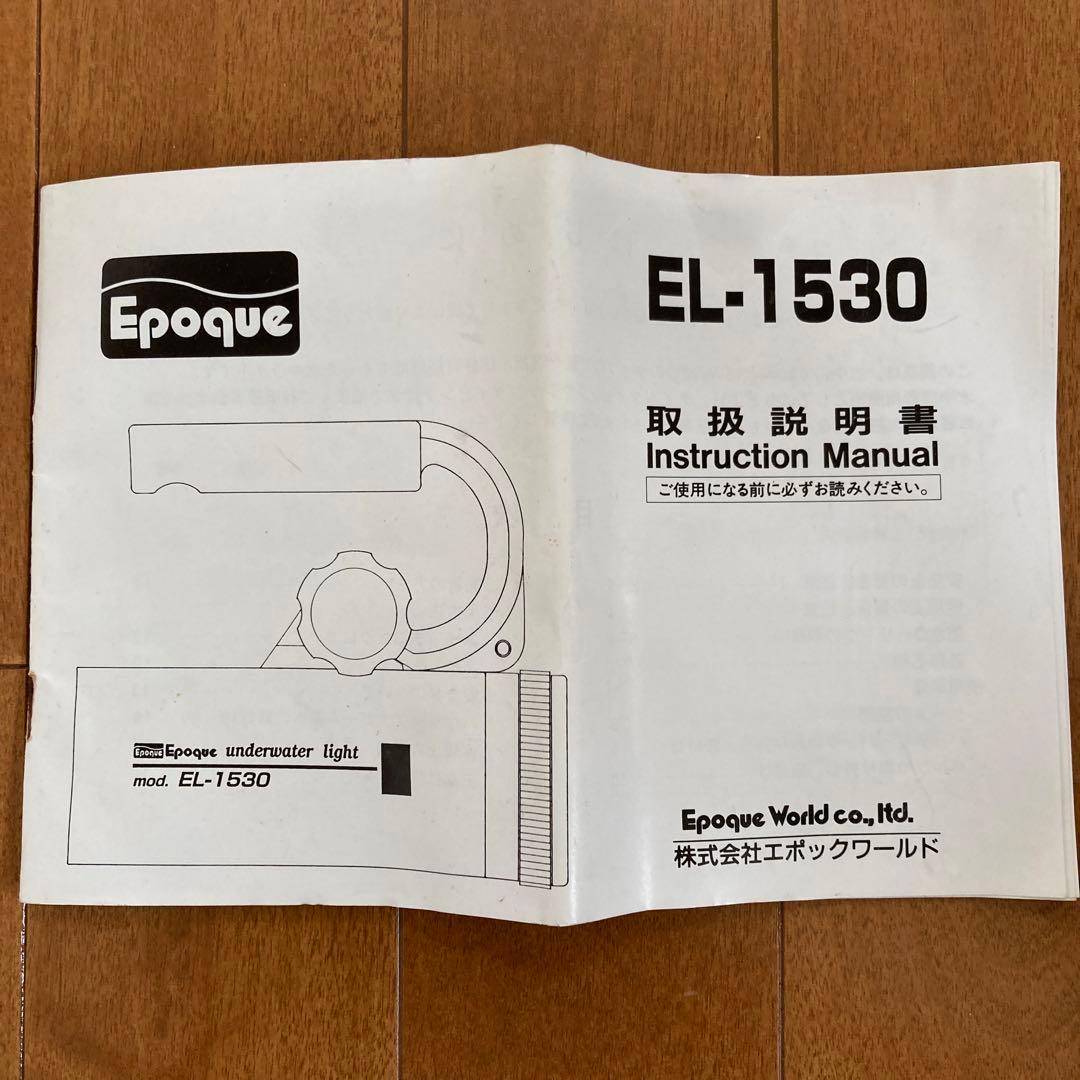 Epoque
Epoque Epoque underwater light
mod. EL-1530
EL-1530
取扱説明書
Instruction Manual
ご使用になる前に必ずお読みください。
Epoque World co., ltd.
株式会社エポックワールド